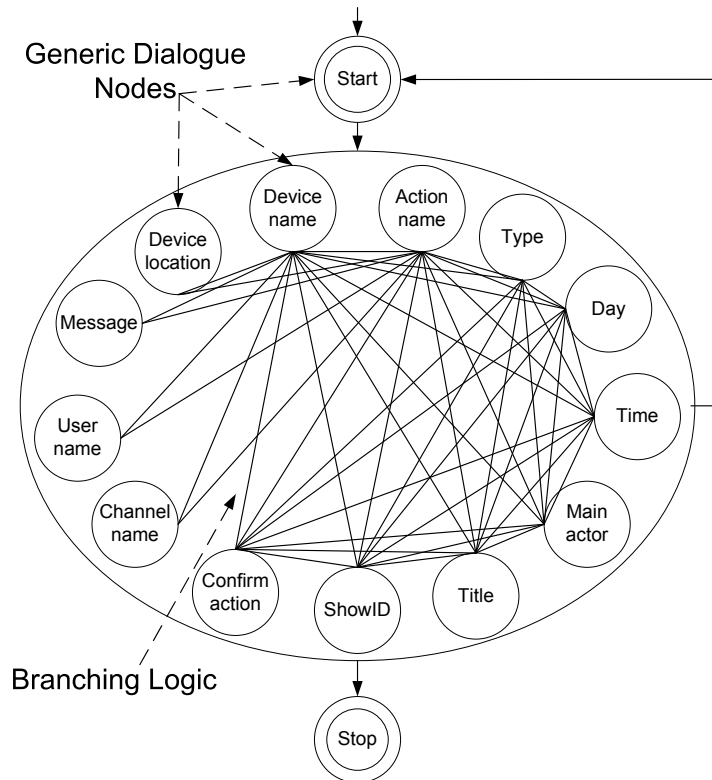 Generic Dialogue
Nodes
Start
Device
name
Action
name
Type
Device
location
Day
Message
Time
User
name
Channel
name
Main
actor
Confirm
action
ShowID
Title
Branching Logic
Stop